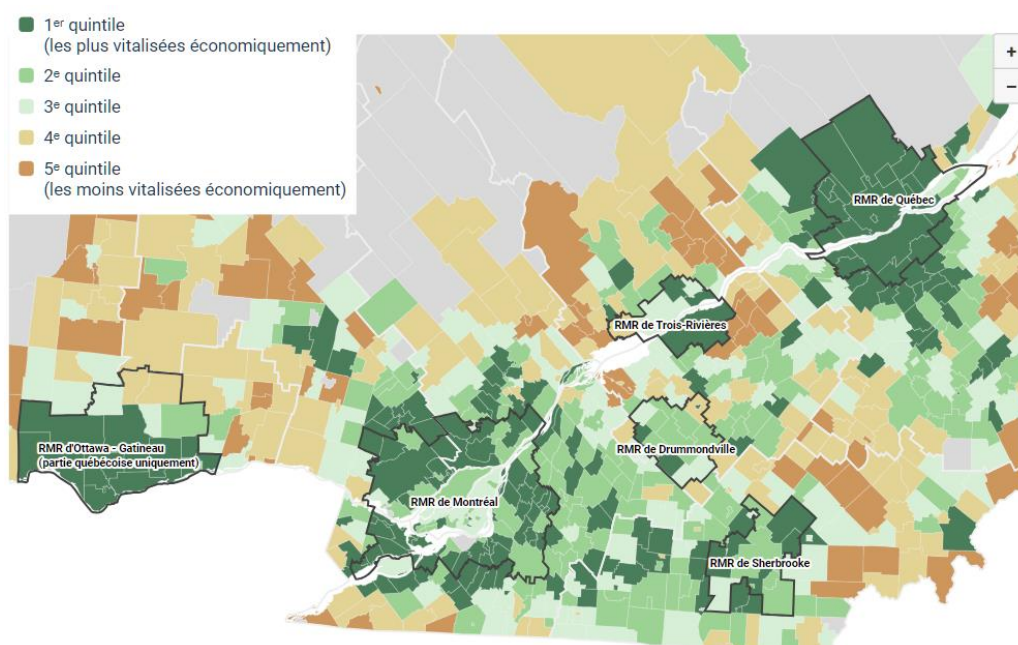 1er quintile
(les plus vitalisées économiquement)
2e quintile
3e quintile
4e quintile
5e quintile
(les moins vitalisées économiquement)
+
−
RMR de Québec
RMR de Trois-Rivières
RMR d'Ottawa - Gatineau
(partie québécoise uniquement)
RMR de Drummondville
RMR de Montréal
RMR de Sherbrooke